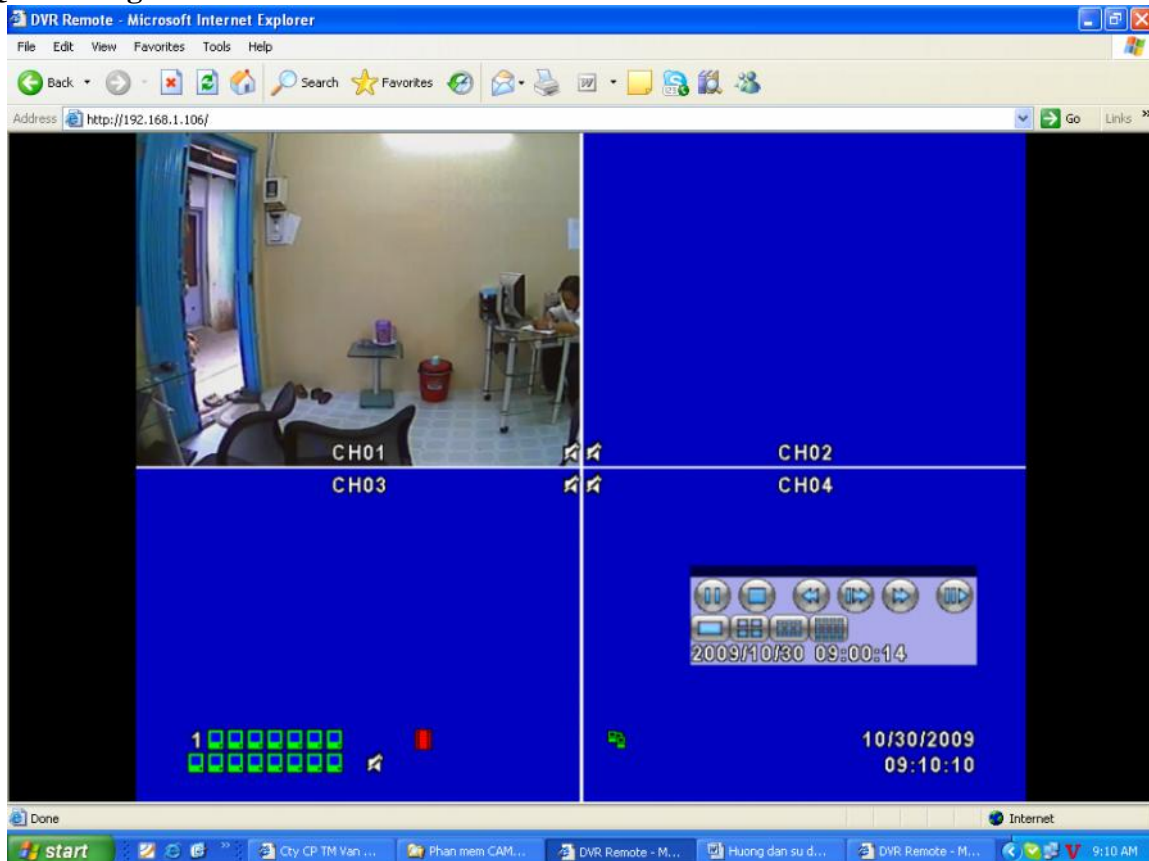 DVR Remote - Microsoft Internet Explorer
File Edit View Favorites Tools Help
Back Search Favorites
Address http://192.168.1.106/ Go Links »
CH01 CH02
CH03 CH04
2009/10/30 09:00:14
1
10/30/2009
09:10:10
Done Internet
start » Cty CP TM Van ... Phan mem CAM... DVR Remote - M... Huong dan su d... DVR Remote - M... 9:10 AM